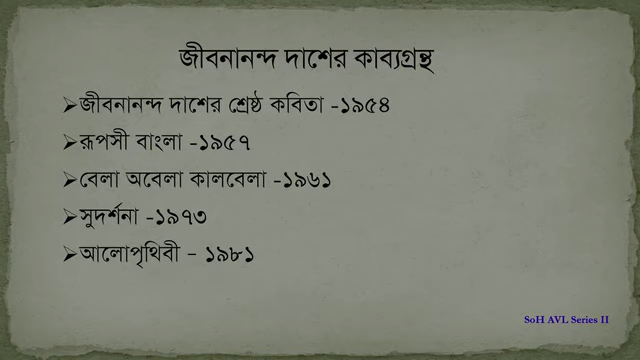 জীবনানন্দ দাশের কাব্যগ্রন্থ
➢জীবনানন্দ দাশের শ্রেষ্ঠ কবিতা -১৯৫৪
➢রূপসী বাংলা -১৯৫৭
➢বেলা অবেলা কালবেলা -১৯৬১
➢সুদর্শনা -১৯৭৩
➢আলোপৃথিবী – ১৯৮১
SoH AVL Series II